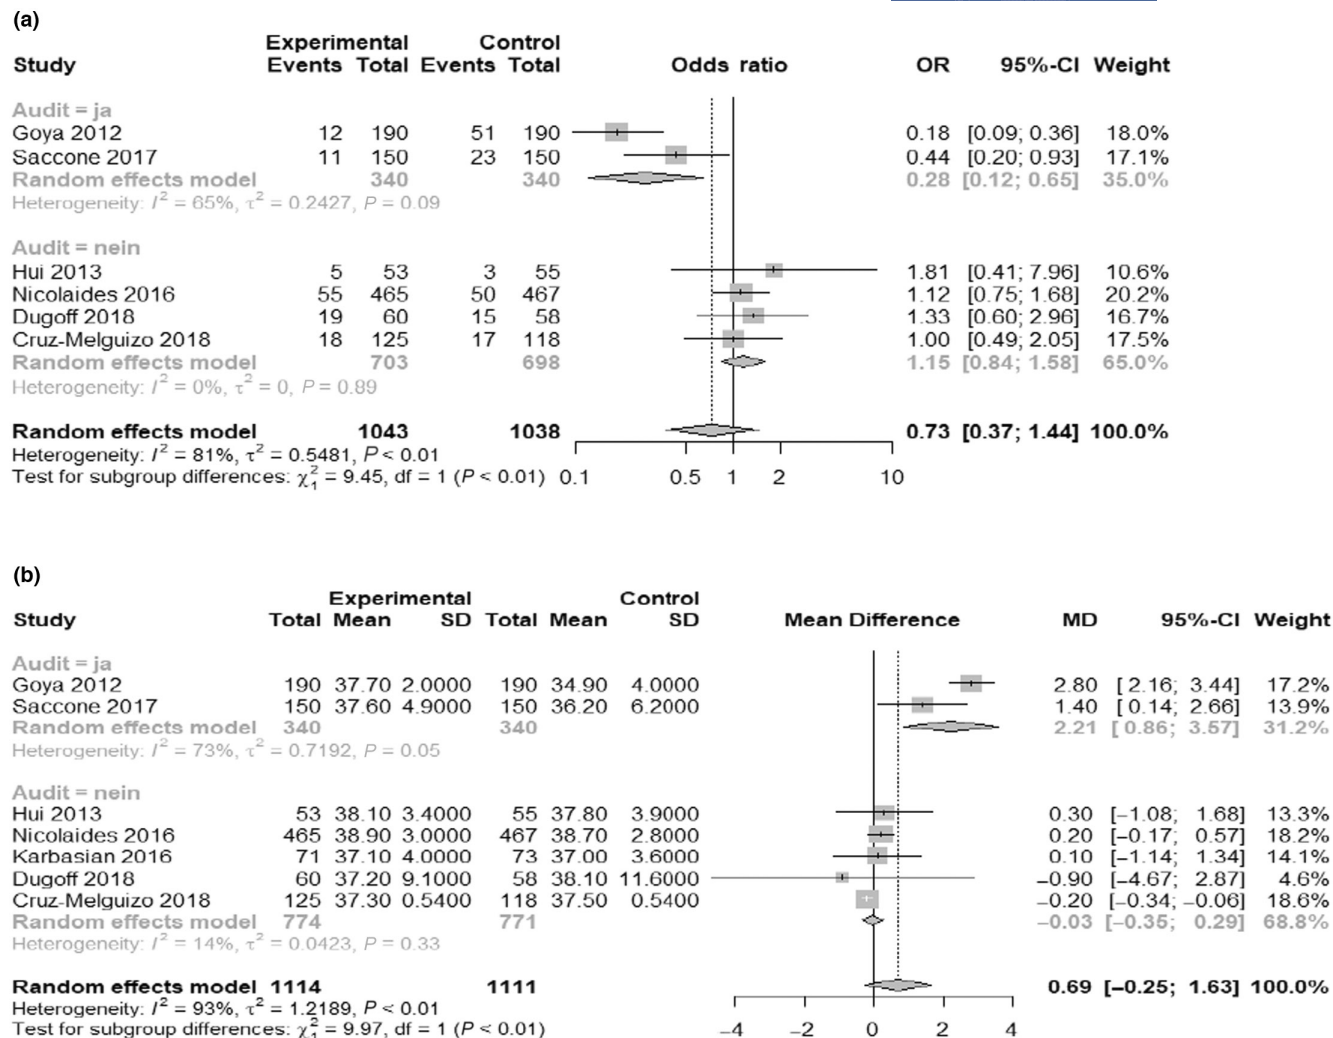 (a)
Experimental Control
Study Events Total Events Total Odds ratio OR 95%-CI Weight
Audit = ja
Goya 2012 12 190 51 190 0.18 [0.09; 0.36] 18.0%
Saccone 2017 11 150 23 150 0.44 [0.20; 0.93] 17.1%
Random effects model 340 340 0.28 [0.12; 0.65] 35.0%
Heterogeneity: I² = 65%, τ² = 0.2427, P = 0.09
Audit = nein
Hui 2013 5 53 3 55 1.81 [0.41; 7.96] 10.6%
Nicolaides 2016 55 465 50 467 1.12 [0.75; 1.68] 20.2%
Dugoff 2018 19 60 15 58 1.33 [0.60; 2.96] 16.7%
Cruz-Melguizo 2018 18 125 17 118 1.00 [0.49; 2.05] 17.5%
Random effects model 703 698 1.15 [0.84; 1.58] 65.0%
Heterogeneity: I² = 0%, τ² = 0, P = 0.89
Random effects model 1043 1038 0.73 [0.37; 1.44] 100.0%
Heterogeneity: I² = 81%, τ² = 0.5481, P < 0.01
Test for subgroup differences: χ²₁ = 9.45, df = 1 (P < 0.01) 0.1 0.5 1 2 10
(b)
Experimental Control
Study Total Mean SD Total Mean SD Mean Difference MD 95%-CI Weight
Audit = ja
Goya 2012 190 37.70 2.0000 190 34.90 4.0000 2.80 [ 2.16; 3.44] 17.2%
Saccone 2017 150 37.60 4.9000 150 36.20 6.2000 1.40 [ 0.14; 2.66] 13.9%
Random effects model 340 340 2.21 [ 0.86; 3.57] 31.2%
Heterogeneity: I² = 73%, τ² = 0.7192, P = 0.05
Audit = nein
Hui 2013 53 38.10 3.4000 55 37.80 3.9000 0.30 [−1.08; 1.68] 13.3%
Nicolaides 2016 465 38.90 3.0000 467 38.70 2.8000 0.20 [−0.17; 0.57] 18.2%
Karbasian 2016 71 37.10 4.0000 73 37.00 3.6000 0.10 [−1.14; 1.34] 14.1%
Dugoff 2018 60 37.20 9.1000 58 38.10 11.6000 −0.90 [−4.67; 2.87] 4.6%
Cruz-Melguizo 2018 125 37.30 0.5400 118 37.50 0.5400 −0.20 [−0.34; −0.06] 18.6%
Random effects model 774 771 −0.03 [−0.35; 0.29] 68.8%
Heterogeneity: I² = 14%, τ² = 0.0423, P = 0.33
Random effects model 1114 1111 0.69 [−0.25; 1.63] 100.0%
Heterogeneity: I² = 93%, τ² = 1.2189, P < 0.01
Test for subgroup differences: χ²₁ = 9.97, df = 1 (P < 0.01) −4 −2 0 2 4